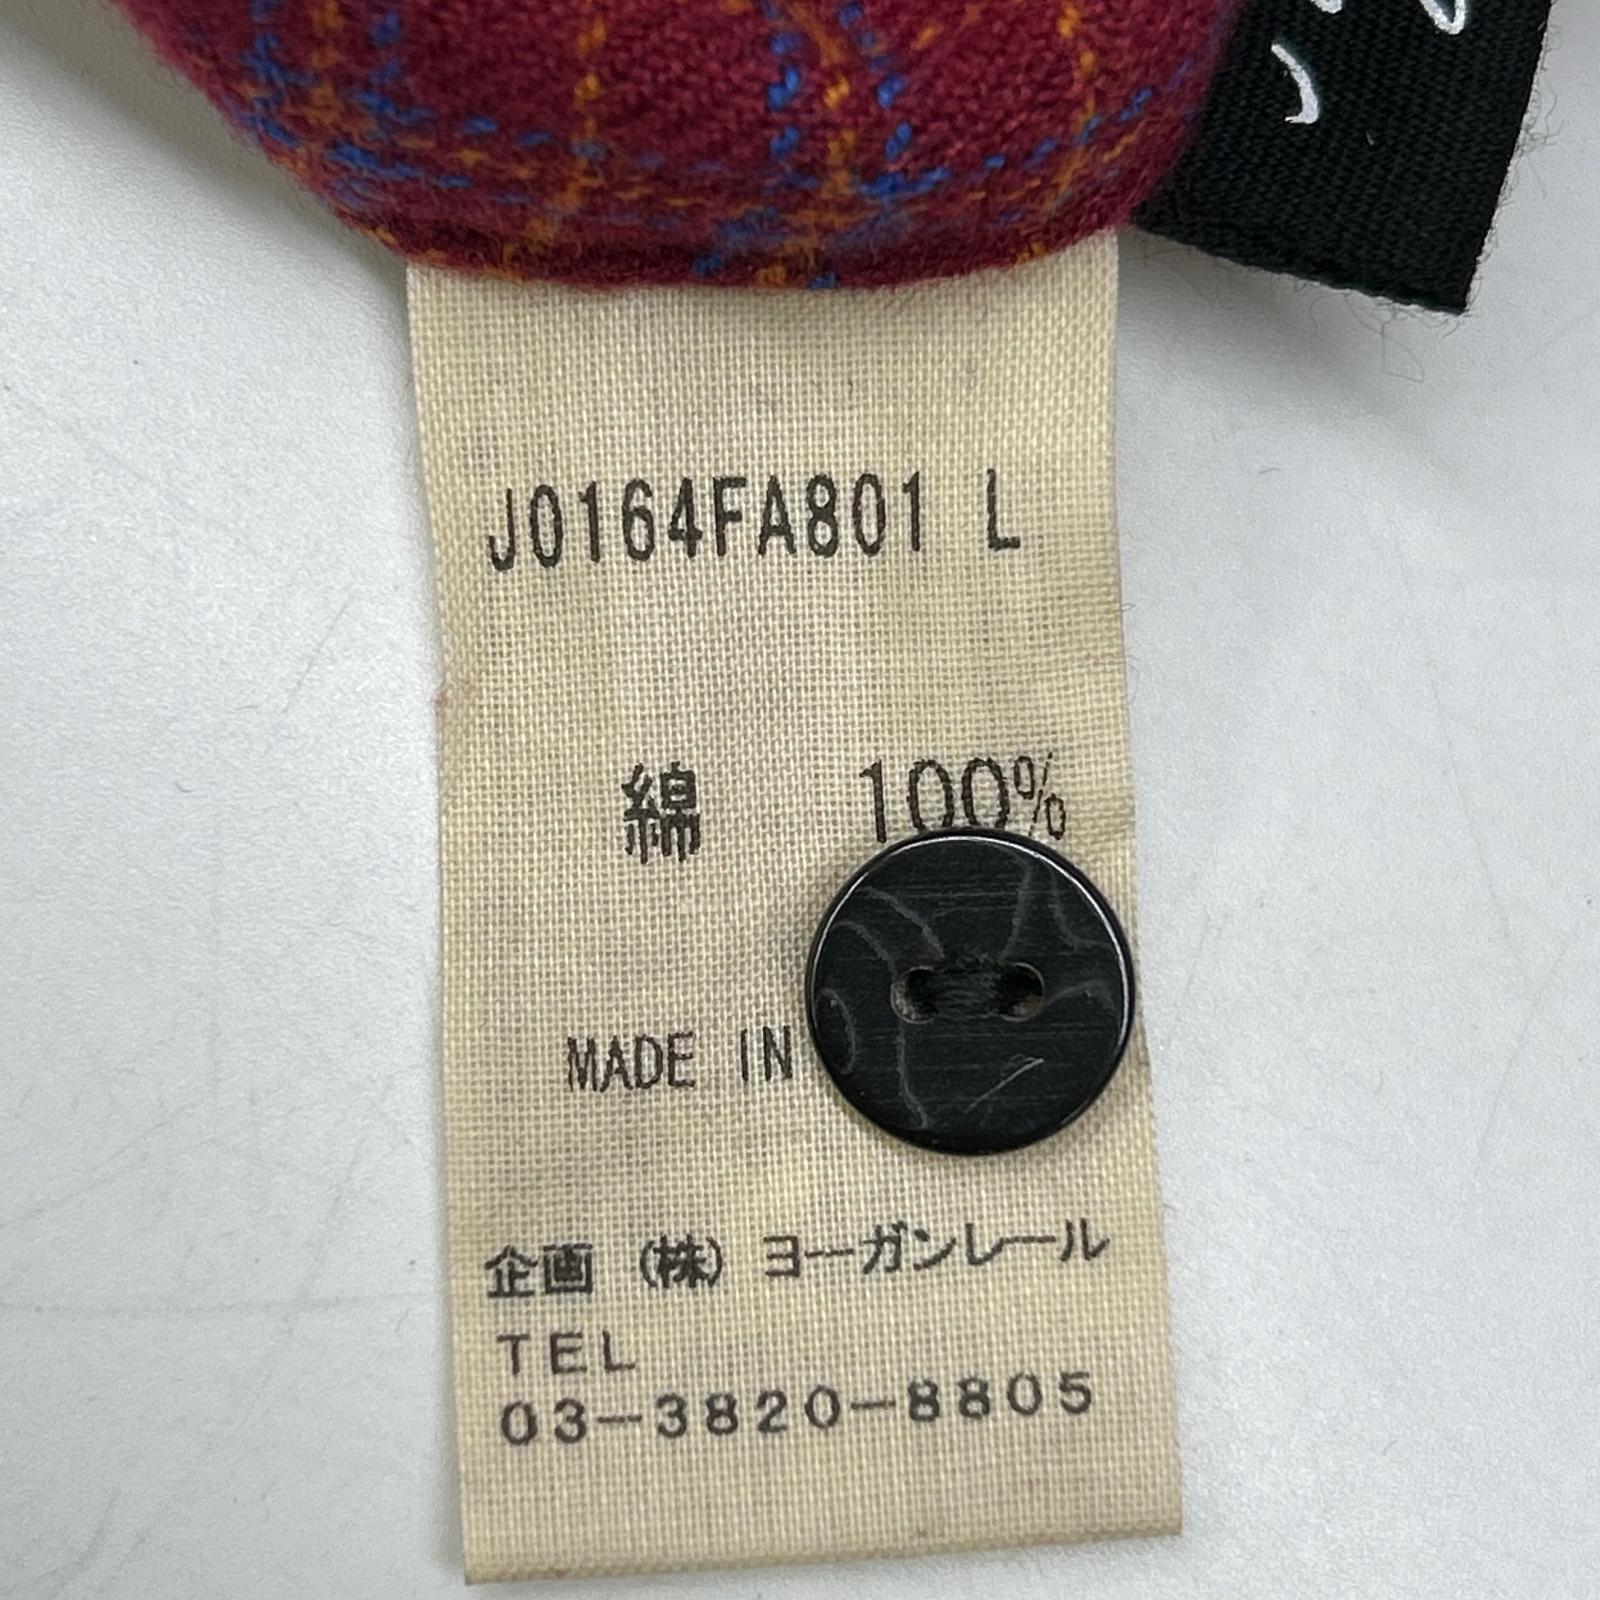 J0164FA801 L
綿 100%
MADE IN
企画 (株) ヨーガンレール
TEL
03-3820-8805